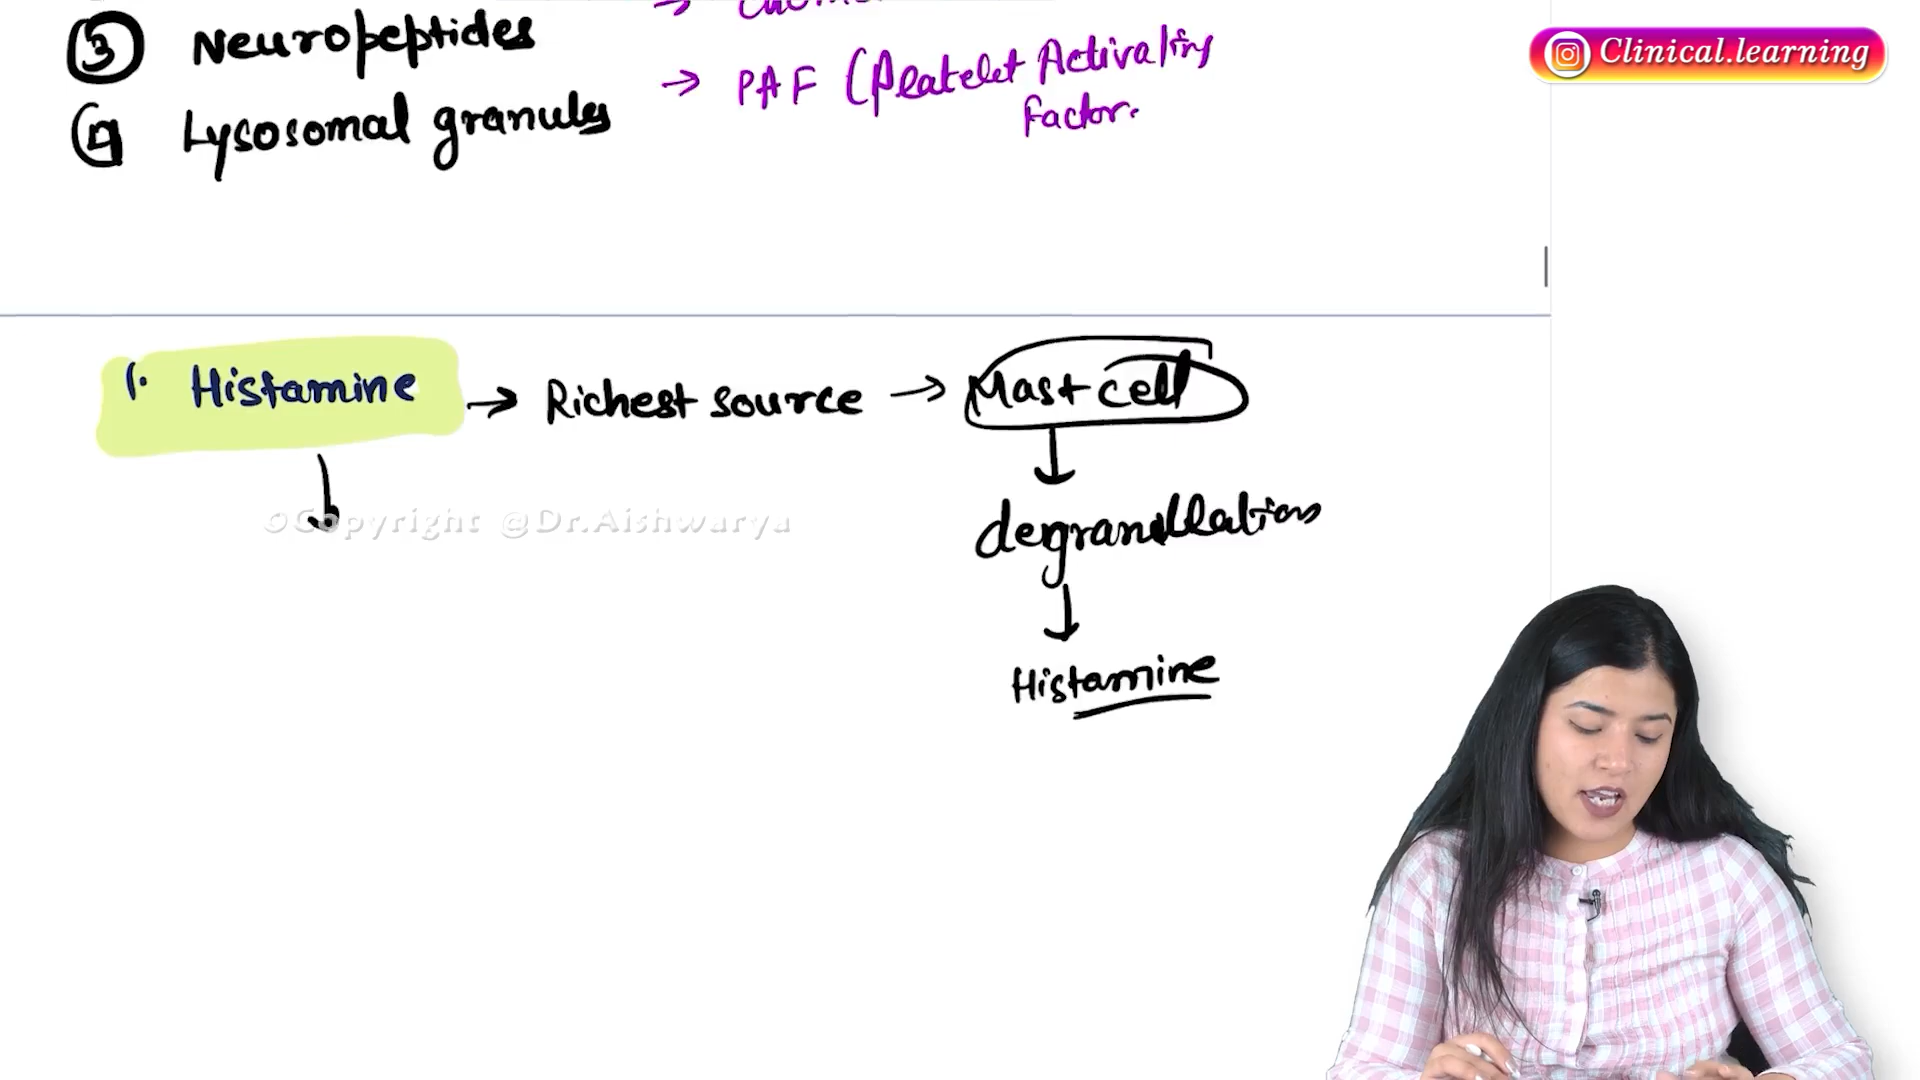 ③ Neuropeptides
→ PAF (Platelet Activating
Factor.
④ Lysosomal granules
Clinical.learning
1. Histamine → Richest source → Mast cell
↓
degranullations
↓
Histamine
©Copyright @Dr.Aishwarya